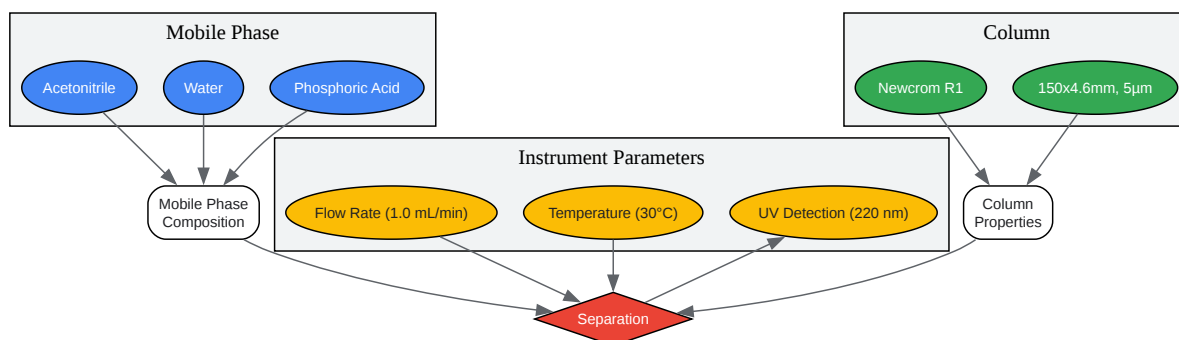 Mobile Phase
Column
Acetonitrile
Water
Phosphoric Acid
Newcrom R1
150x4.6mm, 5µm
Instrument Parameters
Mobile Phase
Composition
Flow Rate (1.0 mL/min)
Temperature (30°C)
UV Detection (220 nm)
Column
Properties
Separation